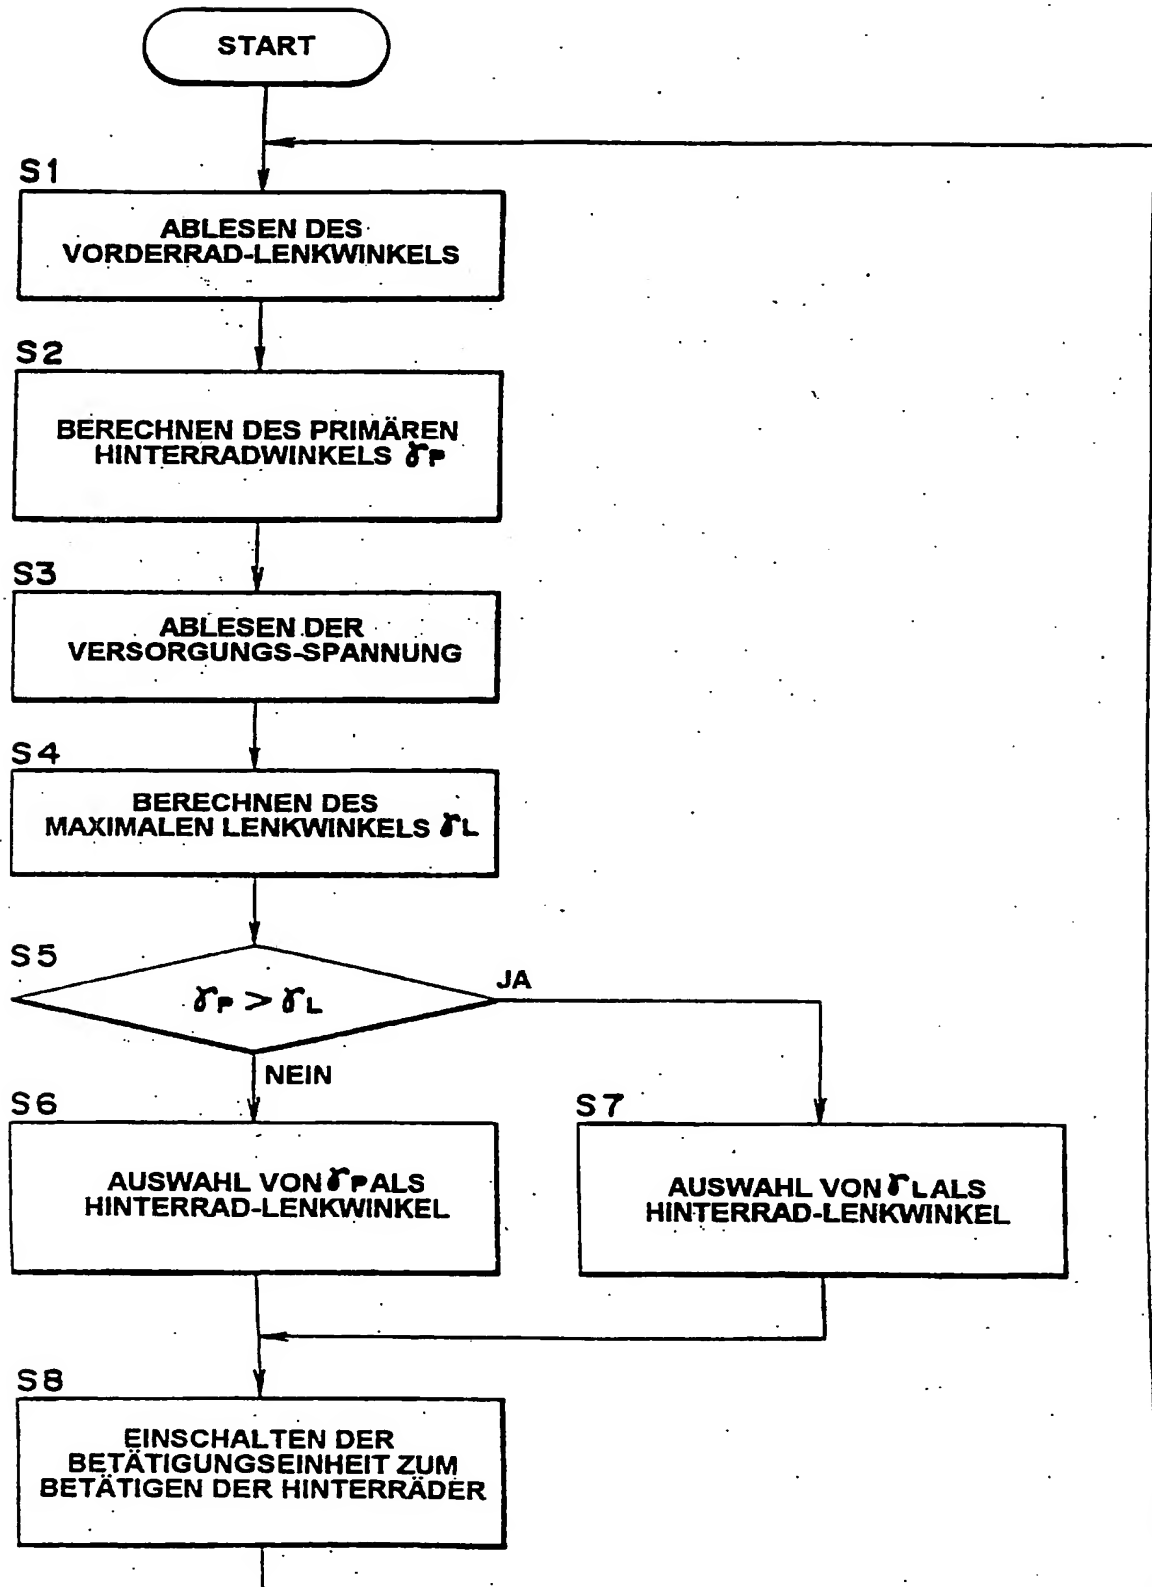 START
S1
ABLESEN DES
VORDERRAD-LENKWINKELS
S2
BERECHNEN DES PRIMÄREN
HINTERRADWINKELS γP
S3
ABLESEN DER
VERSORGUNGS-SPANNUNG
S4
BERECHNEN DES
MAXIMALEN LENKWINKELS γL
S5
γP > γL
JA
NEIN
S6
AUSWAHL VON γP ALS
HINTERRAD-LENKWINKEL
S7
AUSWAHL VON γL ALS
HINTERRAD-LENKWINKEL
S8
EINSCHALTEN DER
BETÄTIGUNGSEINHEIT ZUM
BETÄTIGEN DER HINTERRÄDER